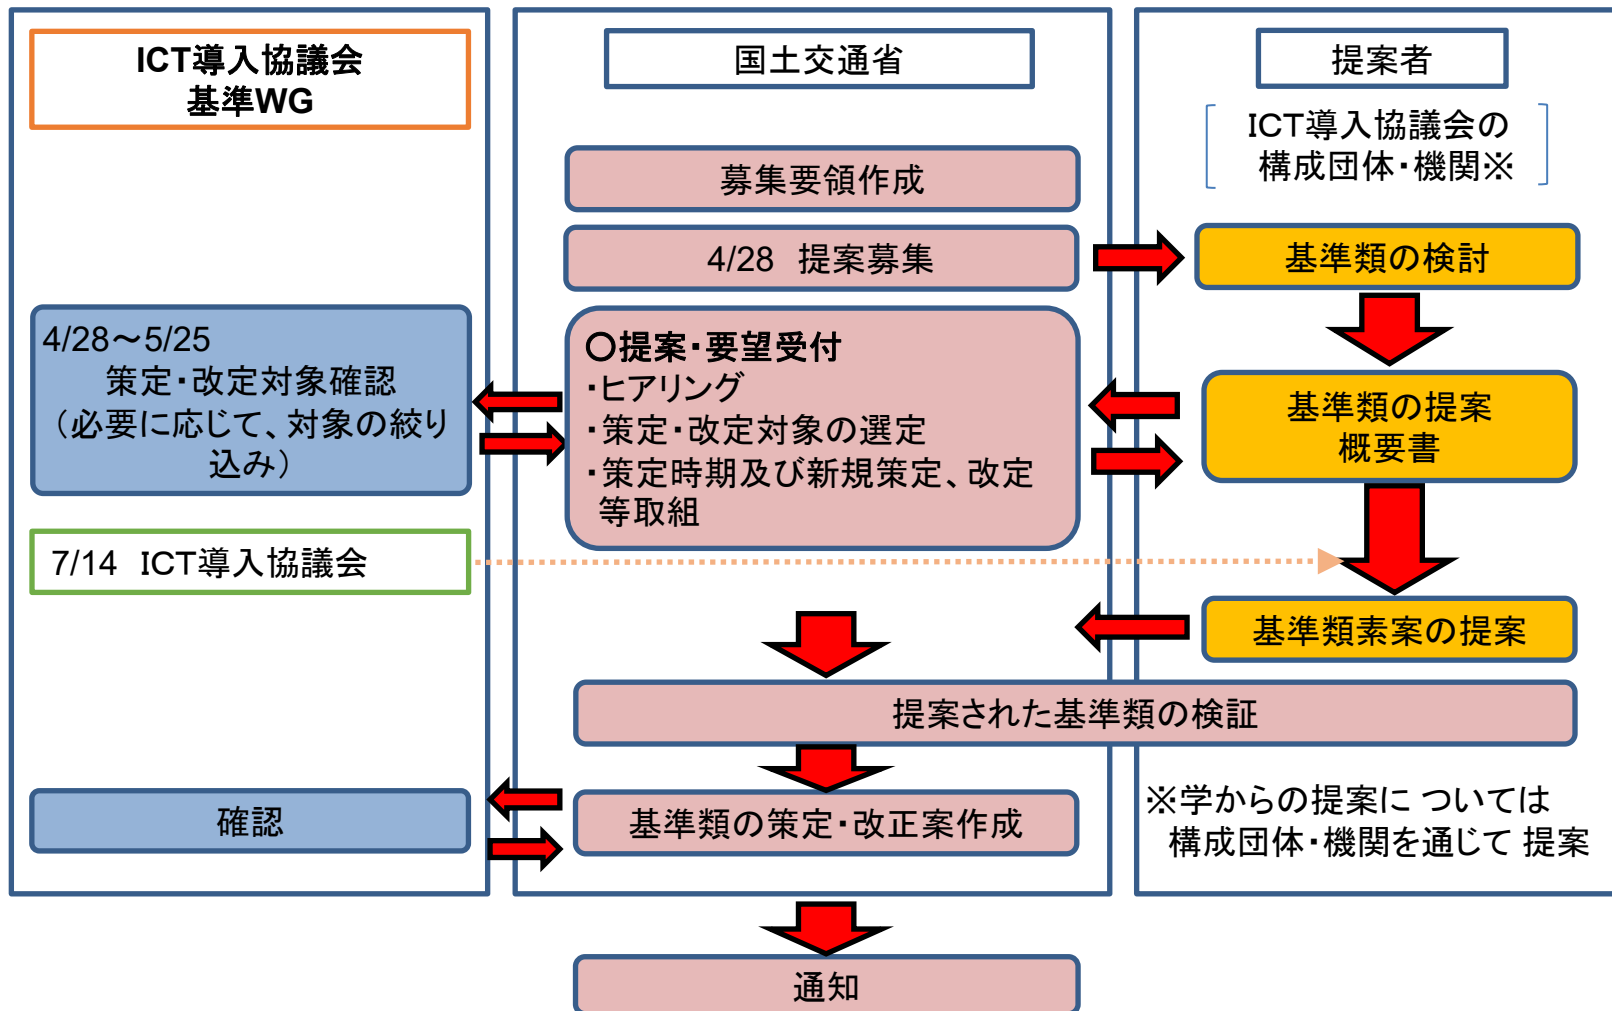 ICT導入協議会
基準WG
国土交通省
提案者
ICT導入協議会の
構成団体・機関※
募集要領作成
4/28 提案募集
基準類の検討
4/28～5/25
策定・改定対象確認
（必要に応じて、対象の絞り
込み）
○提案・要望受付
・ヒアリング
・策定・改定対象の選定
・策定時期及び新規策定、改定
等取組
基準類の提案
概要書
7/14 ICT導入協議会
基準類素案の提案
提案された基準類の検証
確認
基準類の策定・改正案作成
※学からの提案に ついては
構成団体・機関を通じて 提案
通知